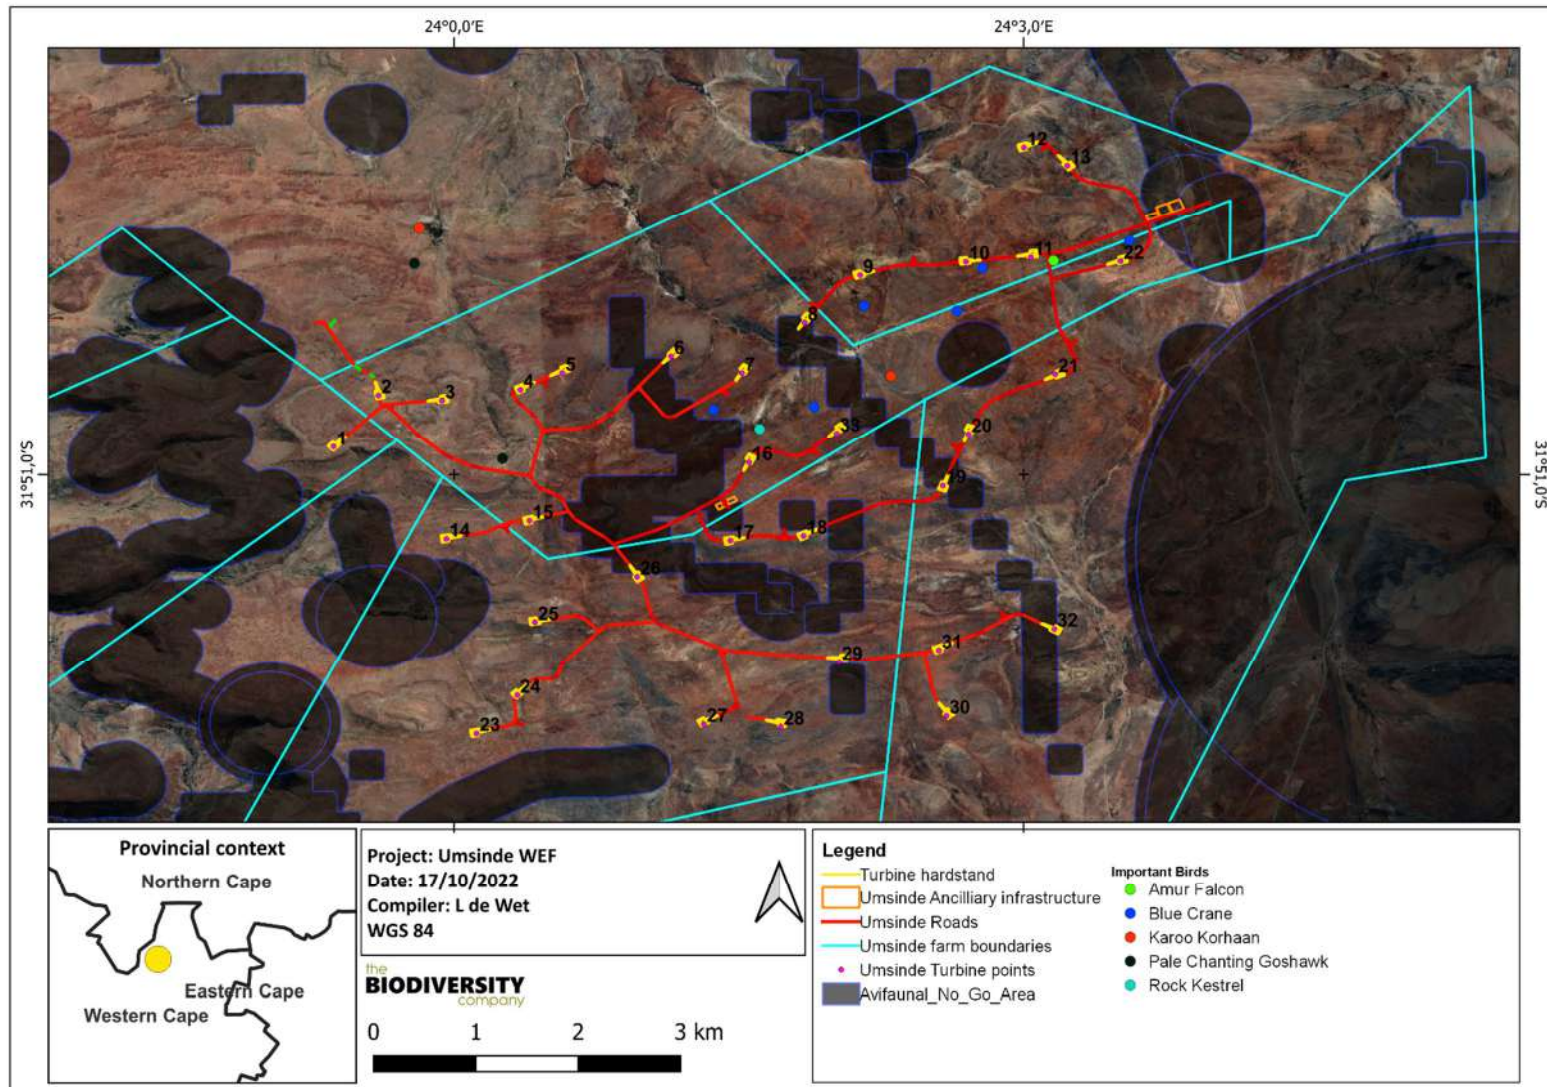 24°0,0'E
24°3,0'E
12
13
11
10
22
9
8
6
7
5
4
2
3
21
1
33
20
31°51,0'S
31°51,0'S
16
19
15
14
17
18
26
25
32
31
29
24
30
27
28
23
Provincial context
Northern Cape
Eastern Cape
Western Cape
Project: Umsinde WEF
Date: 17/10/2022
Compiler: L de Wet
WGS 84
the
BIODIVERSITY
company
0 1 2 3 km
Legend
Turbine hardstand
Umsinde Ancilliary infrastructure
Umsinde Roads
Umsinde farm boundaries
Umsinde Turbine points
Avifaunal_No_Go_Area
Important Birds
Amur Falcon
Blue Crane
Karoo Korhaan
Pale Chanting Goshawk
Rock Kestrel